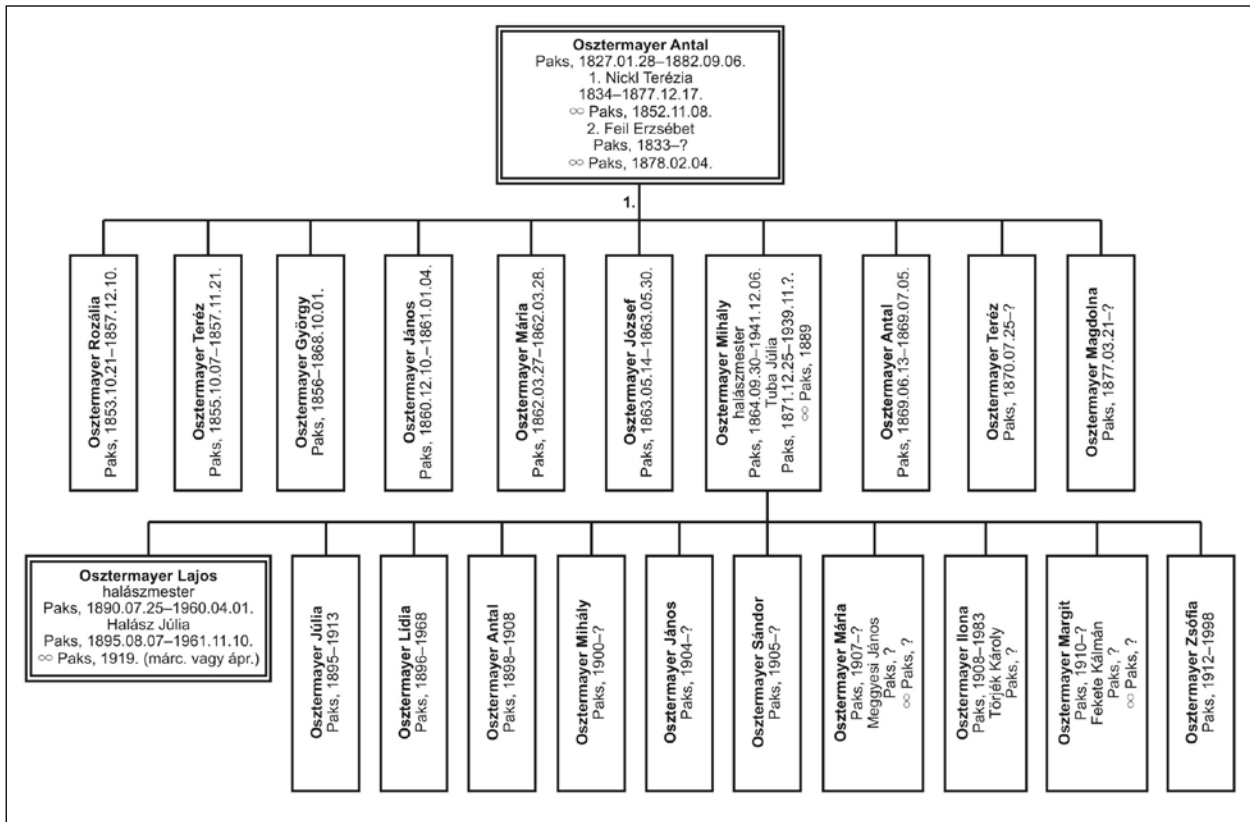 Osztermayer Antal
Paks, 1827.01.28–1882.09.06.
1. Nickl Terézia
1834–1877.12.17.
∞ Paks, 1852.11.08.
2. Feil Erzsébet
Paks, 1833–?
∞ Paks, 1878.02.04.
1.
Osztermayer Rozália
Paks, 1853.10.21–1857.12.10.
Osztermayer Teréz
Paks, 1855.10.07–1857.11.21.
Osztermayer György
Paks, 1856–1868.10.01.
Osztermayer János
Paks, 1860.12.10.–1861.01.04.
Osztermayer Mária
Paks, 1862.03.27–1862.03.28.
Osztermayer József
Paks, 1863.05.14–1863.05.30.
Osztermayer Mihály
halászmester
Paks, 1864.09.30–1941.12.06.
Tuba Júlia
Paks, 1871.12.25–1939.11.?.
∞ Paks, 1889
Osztermayer Antal
Paks, 1869.06.13–1869.07.05.
Osztermayer Teréz
Paks, 1870.07.25–?
Osztermayer Magdolna
Paks, 1877.03.21–?
Osztermayer Lajos
halászmester
Paks, 1890.07.25–1960.04.01.
Halász Júlia
Paks, 1895.08.07–1961.11.10.
∞ Paks, 1919. (márc. vagy ápr.)
Osztermayer Júlia
Paks, 1895–1913
Osztermayer Lídia
Paks, 1896–1968
Osztermayer Antal
Paks, 1898–1908
Osztermayer Mihály
Paks, 1900–?
Osztermayer János
Paks, 1904–?
Osztermayer Sándor
Paks, 1905–?
Osztermayer Mária
Paks, 1907–?
Meggyesi János
Paks, ?
∞ Paks, ?
Osztermayer Ilona
Paks, 1908–1983
Törjék Károly
Paks, ?
Osztermayer Margit
Paks, 1910–?
Fekete Kálmán
Paks, ?
∞ Paks, ?
Osztermayer Zsófia
Paks, 1912–1998